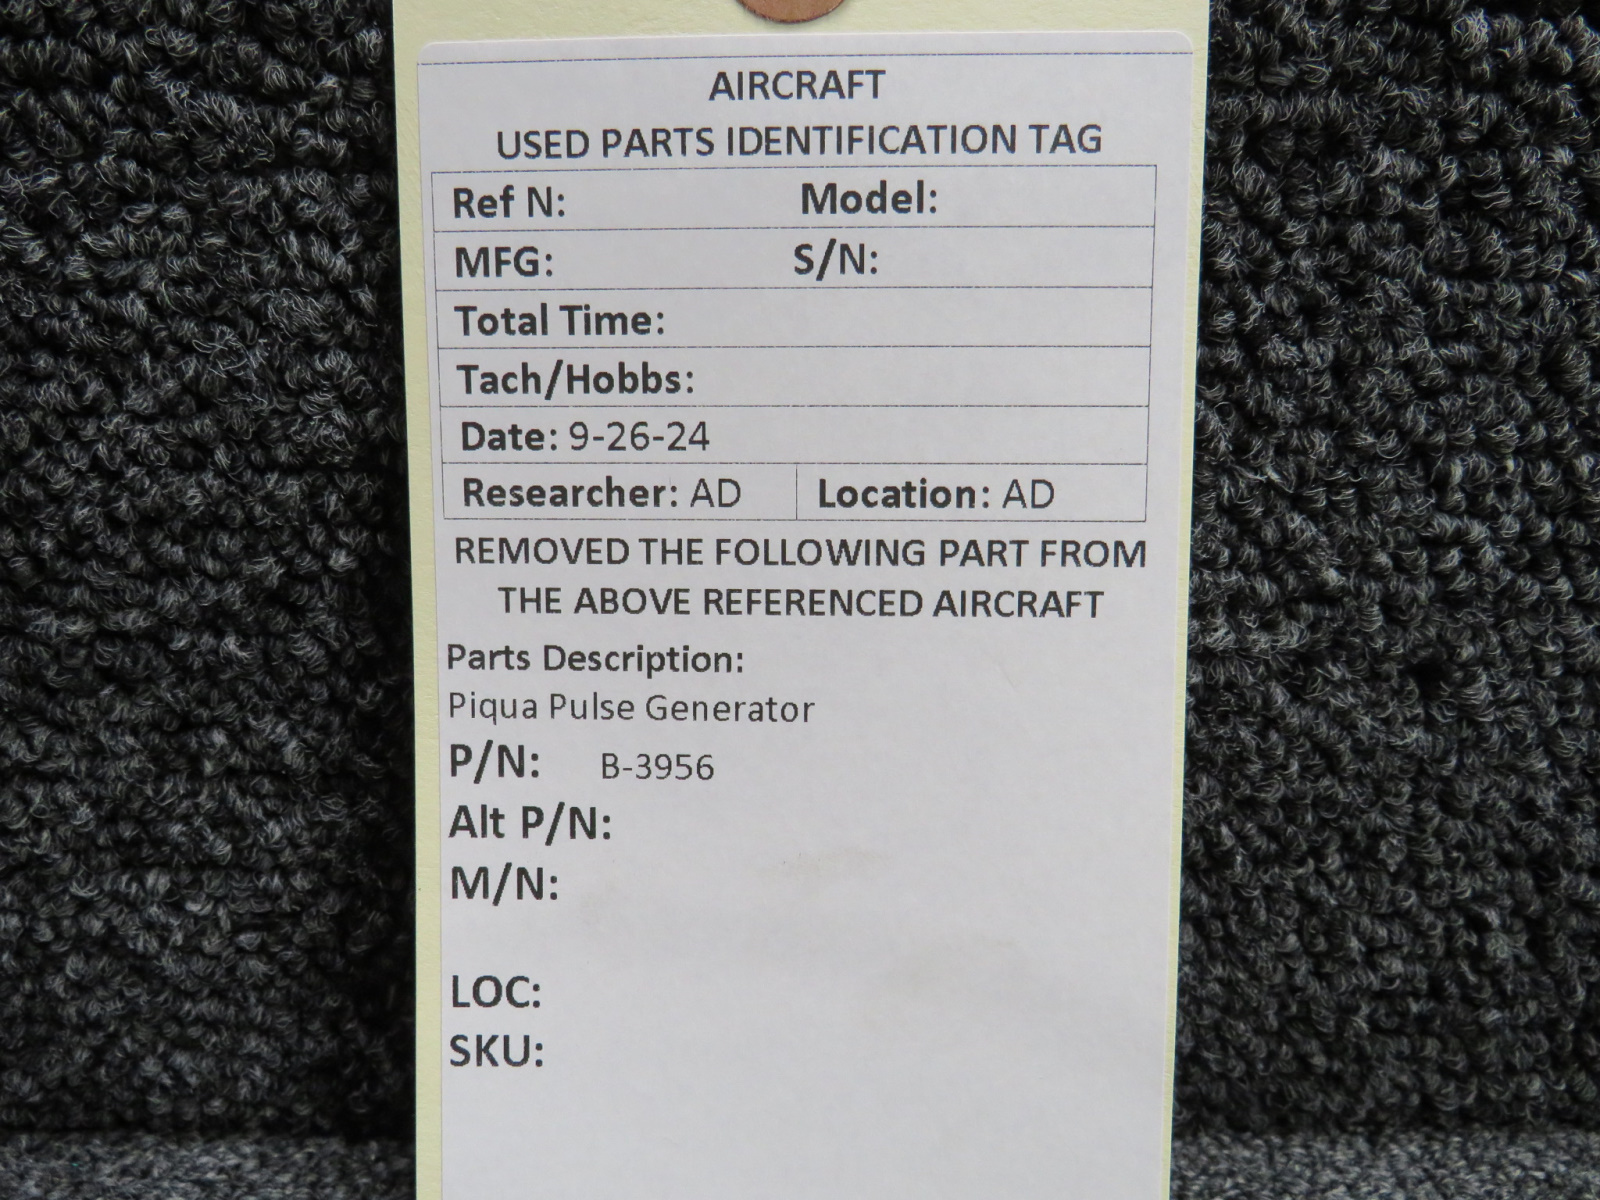 AIRCRAFT
USED PARTS IDENTIFICATION TAG
Ref N: Model:
MFG: S/N:
Total Time:
Tach/Hobbs:
Date: 9-26-24
Researcher: AD Location: AD
REMOVED THE FOLLOWING PART FROM
THE ABOVE REFERENCED AIRCRAFT
Parts Description:
Piqua Pulse Generator
P/N: B-3956
Alt P/N:
M/N:
LOC:
SKU: